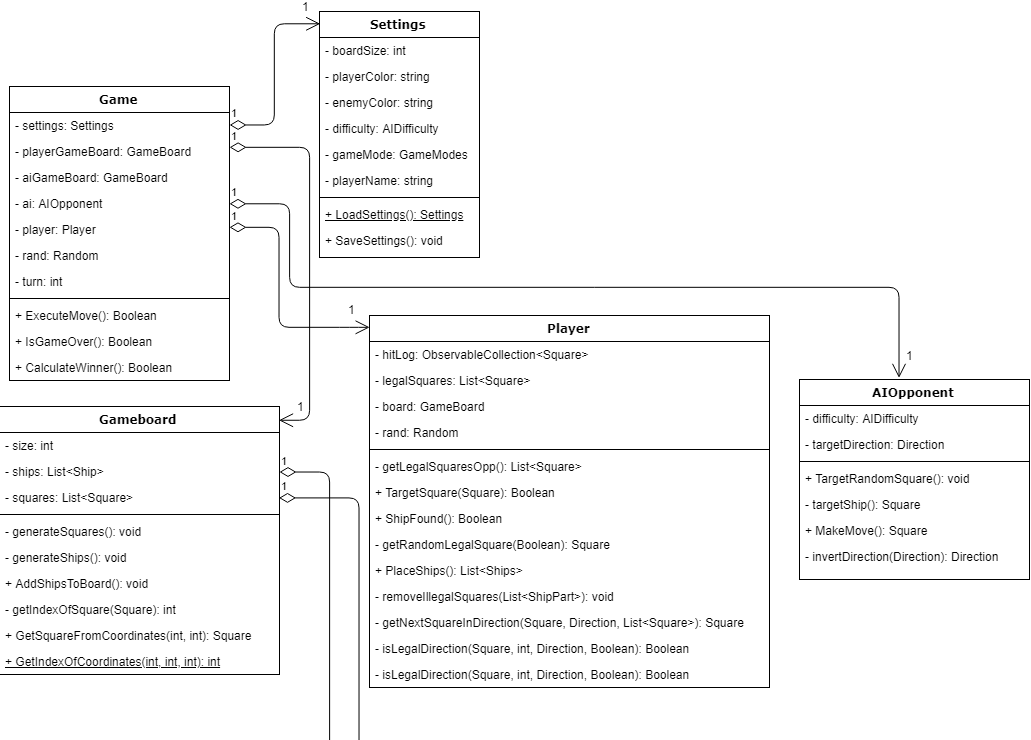 1
Settings
- boardSize: int
- playerColor: string
- enemyColor: string
- difficulty: AIDifficulty
- gameMode: GameModes
- playerName: string
+ LoadSettings(): Settings
+ SaveSettings(): void
Game
- settings: Settings
- playerGameBoard: GameBoard
- aiGameBoard: GameBoard
- ai: AIOpponent
- player: Player
- rand: Random
- turn: int
+ ExecuteMove(): Boolean
+ IsGameOver(): Boolean
+ CalculateWinner(): Boolean
1
1
1
1
1
Player
- hitLog: ObservableCollection<Square>
- legalSquares: List<Square>
- board: GameBoard
- rand: Random
- getLegalSquaresOpp(): List<Square>
+ TargetSquare(Square): Boolean
+ ShipFound(): Boolean
- getRandomLegalSquare(Boolean): Square
+ PlaceShips(): List<Ships>
- removeIllegalSquares(List<ShipPart>): void
- getNextSquareInDirection(Square, Direction, List<Square>): Square
- isLegalDirection(Square, int, Direction, Boolean): Boolean
- isLegalDirection(Square, int, Direction, Boolean): Boolean
1
AIOpponent
- difficulty: AIDifficulty
- targetDirection: Direction
+ TargetRandomSquare(): void
- targetShip(): Square
+ MakeMove(): Square
- invertDirection(Direction): Direction
1
Gameboard
- size: int
- ships: List<Ship>
- squares: List<Square>
- generateSquares(): void
- generateShips(): void
+ AddShipsToBoard(): void
- getIndexOfSquare(Square): int
+ GetSquareFromCoordinates(int, int): Square
+ GetIndexOfCoordinates(int, int, int): int
1
1